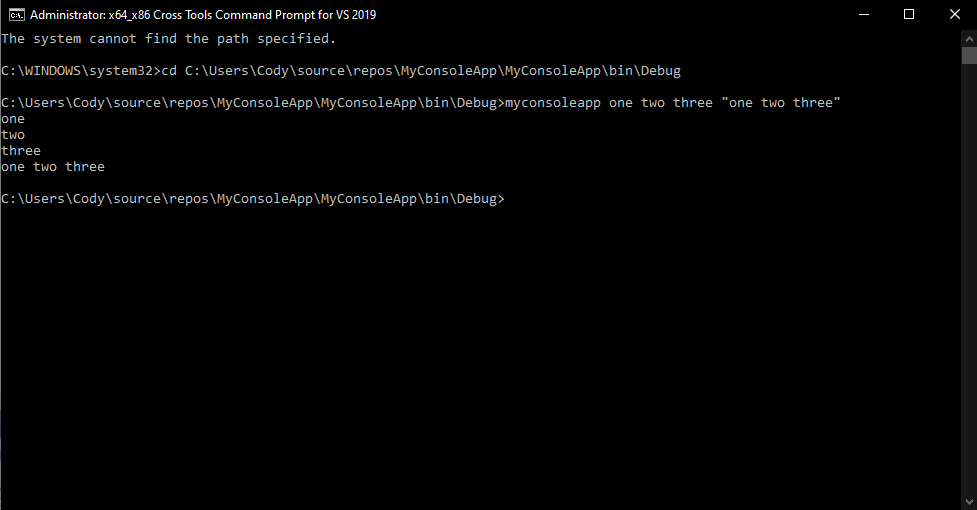 Administrator: x64_x86 Cross Tools Command Prompt for VS 2019
The system cannot find the path specified.
C:\WINDOWS\system32>cd C:\Users\Cody\source\repos\MyConsoleApp\MyConsoleApp\bin\Debug
C:\Users\Cody\source\repos\MyConsoleApp\MyConsoleApp\bin\Debug>myconsoleapp one two three "one two three"
one
two
three
one two three
C:\Users\Cody\source\repos\MyConsoleApp\MyConsoleApp\bin\Debug>